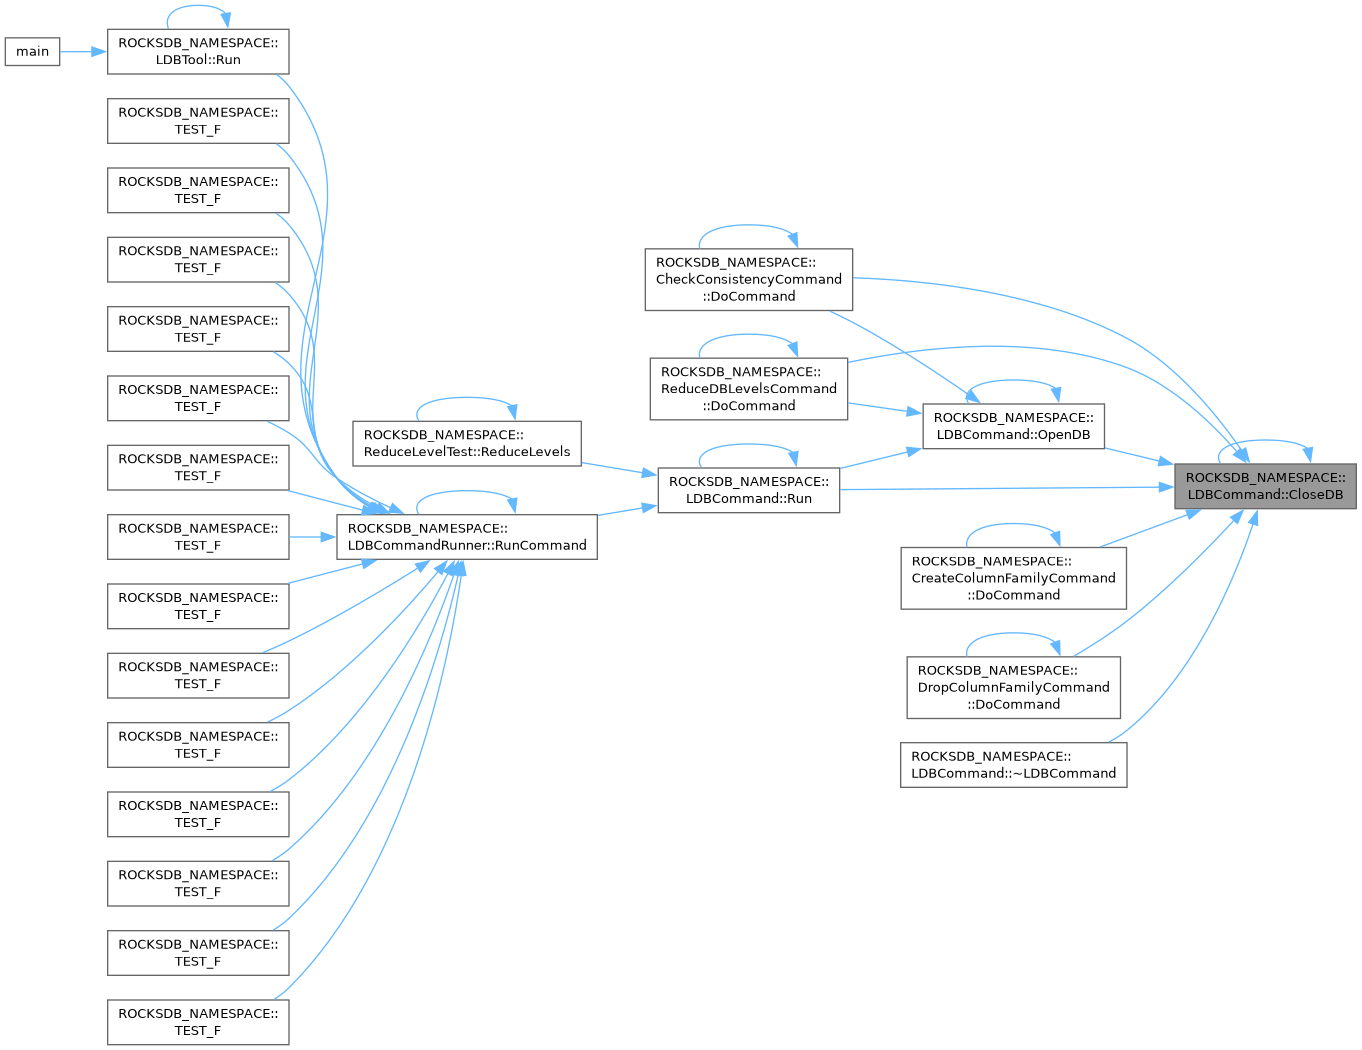 main
ROCKSDB_NAMESPACE::
LDBTool::Run
ROCKSDB_NAMESPACE::
TEST_F
ROCKSDB_NAMESPACE::
TEST_F
ROCKSDB_NAMESPACE::
TEST_F
ROCKSDB_NAMESPACE::
TEST_F
ROCKSDB_NAMESPACE::
TEST_F
ROCKSDB_NAMESPACE::
TEST_F
ROCKSDB_NAMESPACE::
TEST_F
ROCKSDB_NAMESPACE::
TEST_F
ROCKSDB_NAMESPACE::
TEST_F
ROCKSDB_NAMESPACE::
TEST_F
ROCKSDB_NAMESPACE::
TEST_F
ROCKSDB_NAMESPACE::
TEST_F
ROCKSDB_NAMESPACE::
TEST_F
ROCKSDB_NAMESPACE::
TEST_F
ROCKSDB_NAMESPACE::
ReduceLevelTest::ReduceLevels
ROCKSDB_NAMESPACE::
LDBCommandRunner::RunCommand
ROCKSDB_NAMESPACE::
CheckConsistencyCommand
::DoCommand
ROCKSDB_NAMESPACE::
ReduceDBLevelsCommand
::DoCommand
ROCKSDB_NAMESPACE::
LDBCommand::Run
ROCKSDB_NAMESPACE::
LDBCommand::OpenDB
ROCKSDB_NAMESPACE::
CreateColumnFamilyCommand
::DoCommand
ROCKSDB_NAMESPACE::
DropColumnFamilyCommand
::DoCommand
ROCKSDB_NAMESPACE::
LDBCommand::~LDBCommand
ROCKSDB_NAMESPACE::
LDBCommand::CloseDB